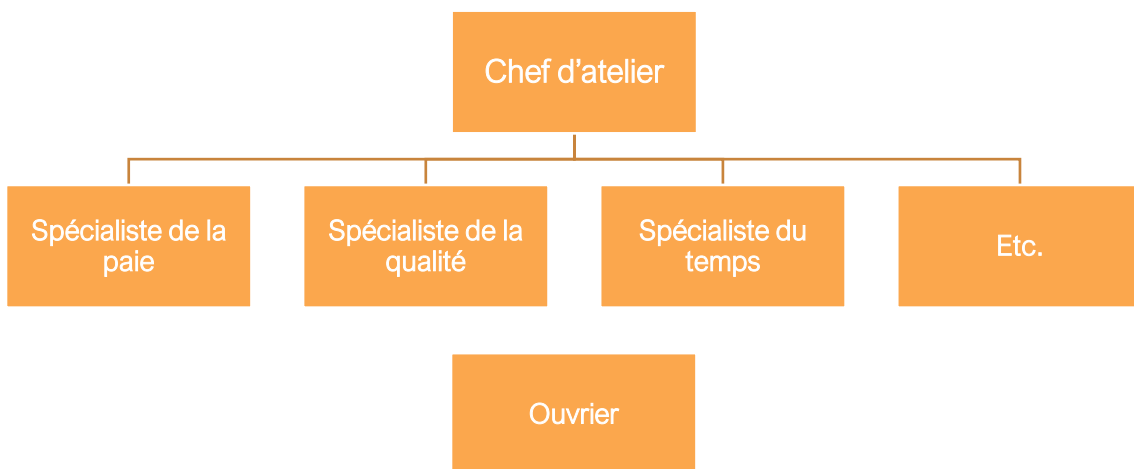 Chef d’atelier
Spécialiste de la
paie
Spécialiste de la
qualité
Spécialiste du
temps
Etc.
Ouvrier